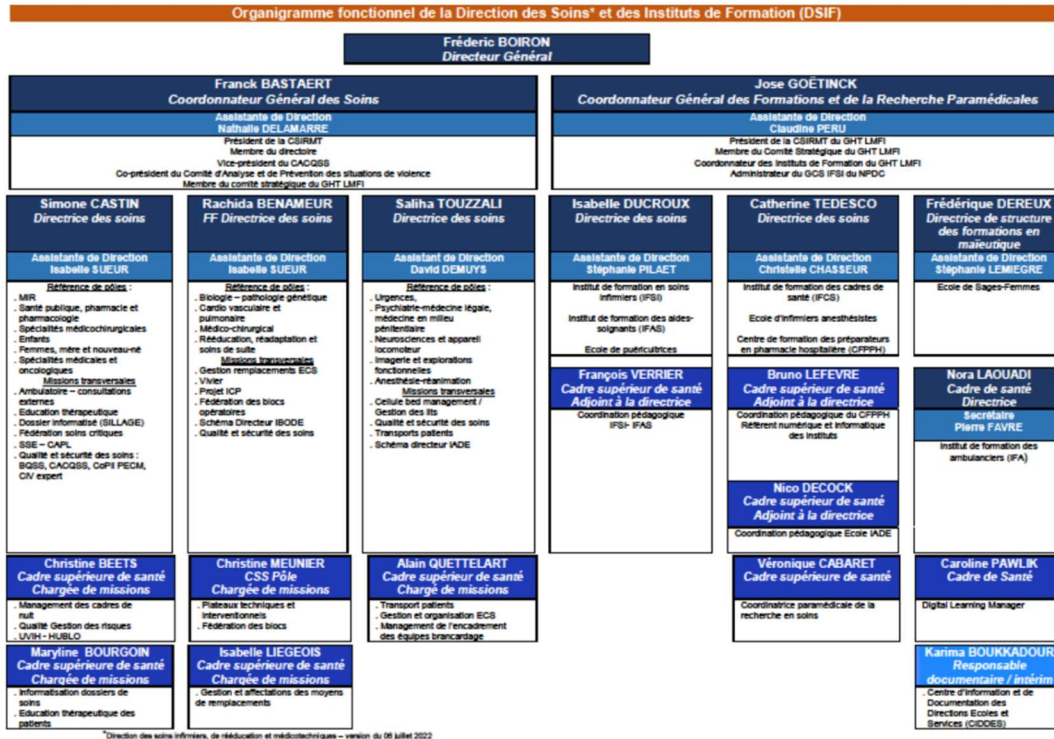 Organigramme fonctionnel de la Direction des Soins* et des Instituts de Formation (DSIF)
Fréderic BOIRON
Directeur Général
Franck BASTAERT
Coordonnateur Général des Soins
Assistante de Direction
Nathalie DELAMARRE
Président de la CSIRMT
Membre du directoire
Vice-président du CACQSS
Co-président du Comité d'Analyse et de Prévention des situations de violence
Membre du comité stratégique du GHT LMFI
Jose GOËTINCK
Coordonnateur Général des Formations et de la Recherche Paramédicales
Assistante de Direction
Claudine PERU
Président de la CSIRMT du GHT LMFI
Membre du Comité Stratégique du GHT LMFI
Coordonnateur des Instituts de Formation du GHT LMFI
Administrateur du GCS IFSI du NPDC
Simone CASTIN
Directrice des soins
Assistante de Direction
Isabelle SUEUR
Référence de pôles :
. MIR
. Santé publique, pharmacie et
pharmacologie
. Spécialités médicochirurgicales
. Enfants
. Femmes, mère et nouveau-né
. Spécialités médicales et
oncologiques
Missions transversales
. Ambulatoire – consultations
externes
. Education thérapeutique
. Dossier informatisé (SILLAGE)
. Fédération soins critiques
. SSE – CAPL
. Qualité et sécurité des soins :
BQSS, CACQSS, CoPil PECM,
CIV expert
Rachida BENAMEUR
FF Directrice des soins
Assistante de Direction
Isabelle SUEUR
Référence de pôles :
. Biologie – pathologie génétique
. Cardio vasculaire et
pulmonaire
. Médico-chirurgical
. Rééducation, réadaptation et
soins de suite
Missions transversales
. Gestion remplacements ECS
. Vivier
. Projet ICP
. Fédération des blocs
opératoires
. Schéma Directeur IBODE
. Qualité et sécurité des soins
Saliha TOUZZALI
Directrice des soins
Assistant de Direction
David DEMUYS
Référence de pôles :
. Urgences,
. Psychiatrie-médecine légale,
médecine en milieu
pénitentiaire
. Neurosciences et appareil
locomoteur
. Imagerie et explorations
fonctionnelles
. Anesthésie-réanimation
Missions transversales
. Cellule bed management /
Gestion des lits
. Qualité et sécurité des soins
. Transports patients
. Schéma directeur IADE
Isabelle DUCROUX
Directrice des soins
Assistante de Direction
Stéphanie PILAET
Institut de formation en soins
infirmiers (IFSI)
Institut de formation des aides-
soignants (IFAS)
Ecole de puéricultrices
François VERRIER
Cadre supérieur de santé
Adjoint à la directrice
Coordination pédagogique
IFSI- IFAS
Catherine TEDESCO
Directrice des soins
Assistante de Direction
Christelle CHASSEUR
Institut de formation des cadres de
santé (IFCS)
Ecole d'infirmiers anesthésistes
Centre de formation des préparateurs
en pharmacie hospitalière (CFPPH)
Bruno LEFEVRE
Cadre supérieur de santé
Adjoint à la directrice
Coordination pédagogique du CFPPH
Référent numérique et informatique
des instituts
Nico DECOCK
Cadre supérieur de santé
Adjoint à la directrice
Coordination pédagogique Ecole IADE
Frédérique DEREUX
Directrice de structure
des formations en
maïeutique
Assistante de Direction
Stéphanie LEMIEGRE
Ecole de Sages-Femmes
Nora LAOUADI
Cadre de santé
Directrice
Secrétaire
Pierre FAVRE
Institut de formation des
ambulanciers (IFA)
Christine BEETS
Cadre supérieure de santé
Chargée de missions
. Management des cadres de
nuit
. Qualité Gestion des risques
. UVIH - HUBLO
Christine MEUNIER
CSS Pôle
Chargée de missions
. Plateaux techniques et
interventionnels
. Fédération des blocs
Alain QUETTELART
Cadre supérieur de santé
Chargé de missions
. Transport patients
. Gestion et organisation ECS
. Management de l'encadrement
des équipes brancardage
Véronique CABARET
Cadre supérieure de santé
Coordinatrice paramédicale de la
recherche en soins
Caroline PAWLIK
Cadre de Santé
Digital Learning Manager
Maryline BOURGOIN
Cadre supérieure de santé
Chargée de missions
. Informatisation dossiers de
soins
. Education thérapeutique des
patients
Isabelle LIEGEOIS
Cadre supérieure de santé
Chargée de missions
. Gestion et affectations des moyens
de remplacements
Karima BOUKKADOUR
Responsable
documentaire / intérim
. Centre d'Information et de
Documentation des
Directions Ecoles et
Services (CIDDES)
*Direction des soins infirmiers, de rééducation et médicotechniques – version du 06 juillet 2022